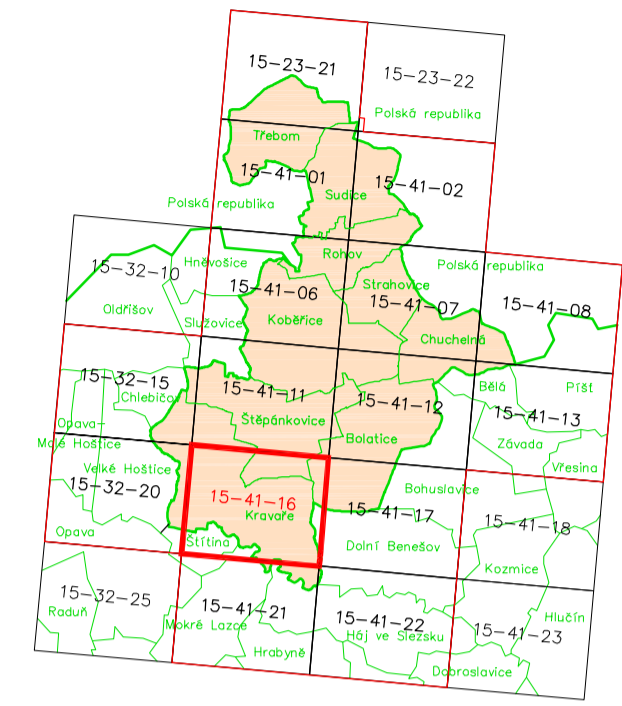 15-23-21
15-23-22
Polská republika
Třebom
15-41-01
15-41-02
Sudice
Polská republika
Rohov
Polská republika
Hněvošice
15-32-10
Strahovice
15-41-06
15-41-07
15-41-08
Oldřišov
Služovice
Kobeřice
Chuchelná
15-32-15
15-41-11
Bělá
Píšť
Chlebičov
15-41-12
15-41-13
Štěpánkovice
Opava-
Malé Hoštice
Bolatice
Závada
Velké Hoštice
Vřesina
15-32-20
15-41-16
Bohuslavice
Kravaře
15-41-17
15-41-18
Opava
Štítina
Dolní Benešov
Kozmice
15-32-25
15-41-21
15-41-22
Raduň
Mokré Lazce
Háj ve Slezsku
15-41-23
Hlučín
Hrabyně
Dobroslavice